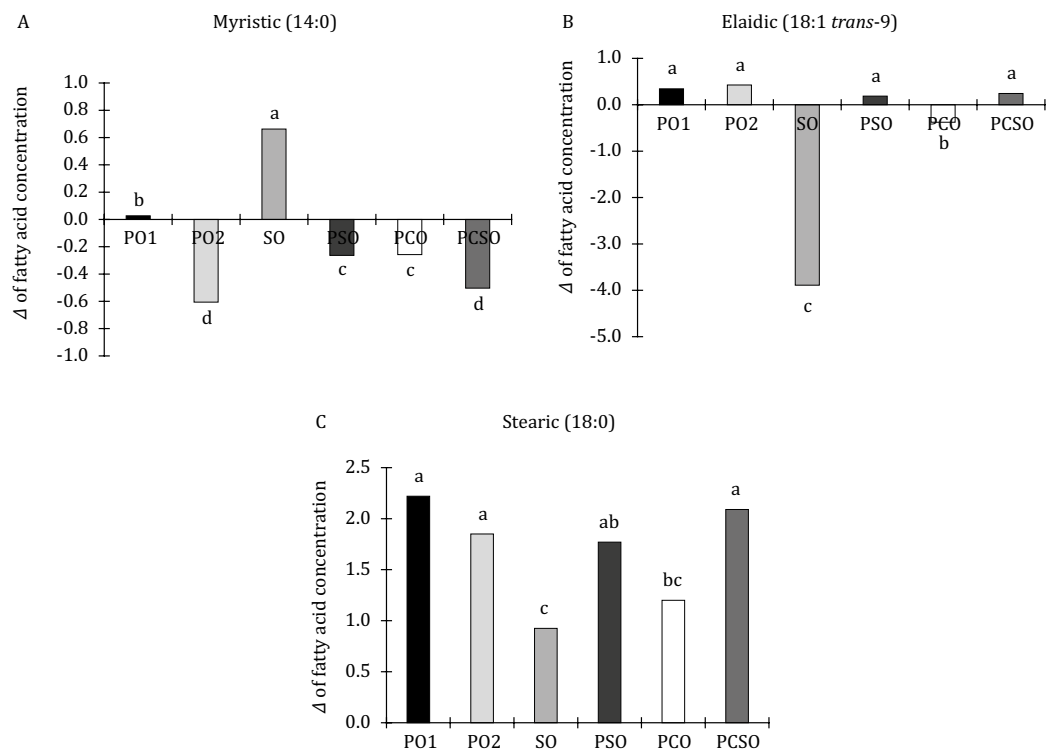 A
Myristic (14:0)
Δ of fatty acid concentration
1.0
0.8
0.6
0.4
0.2
0.0
-0.2
-0.4
-0.6
-0.8
-1.0
b
a
PO1 PO2 SO PSO PCO PCSO
c c
d d
B
Elaidic (18:1 trans-9)
Δ of fatty acid concentration
1.0
0.0
-1.0
-2.0
-3.0
-4.0
-5.0
a a a a
PO1 PO2 SO PSO PCO PCSO
b
c
C
Stearic (18:0)
Δ of fatty acid concentration
2.5
2.0
1.5
1.0
0.5
0.0
a a c ab bc a
PO1 PO2 SO PSO PCO PCSO